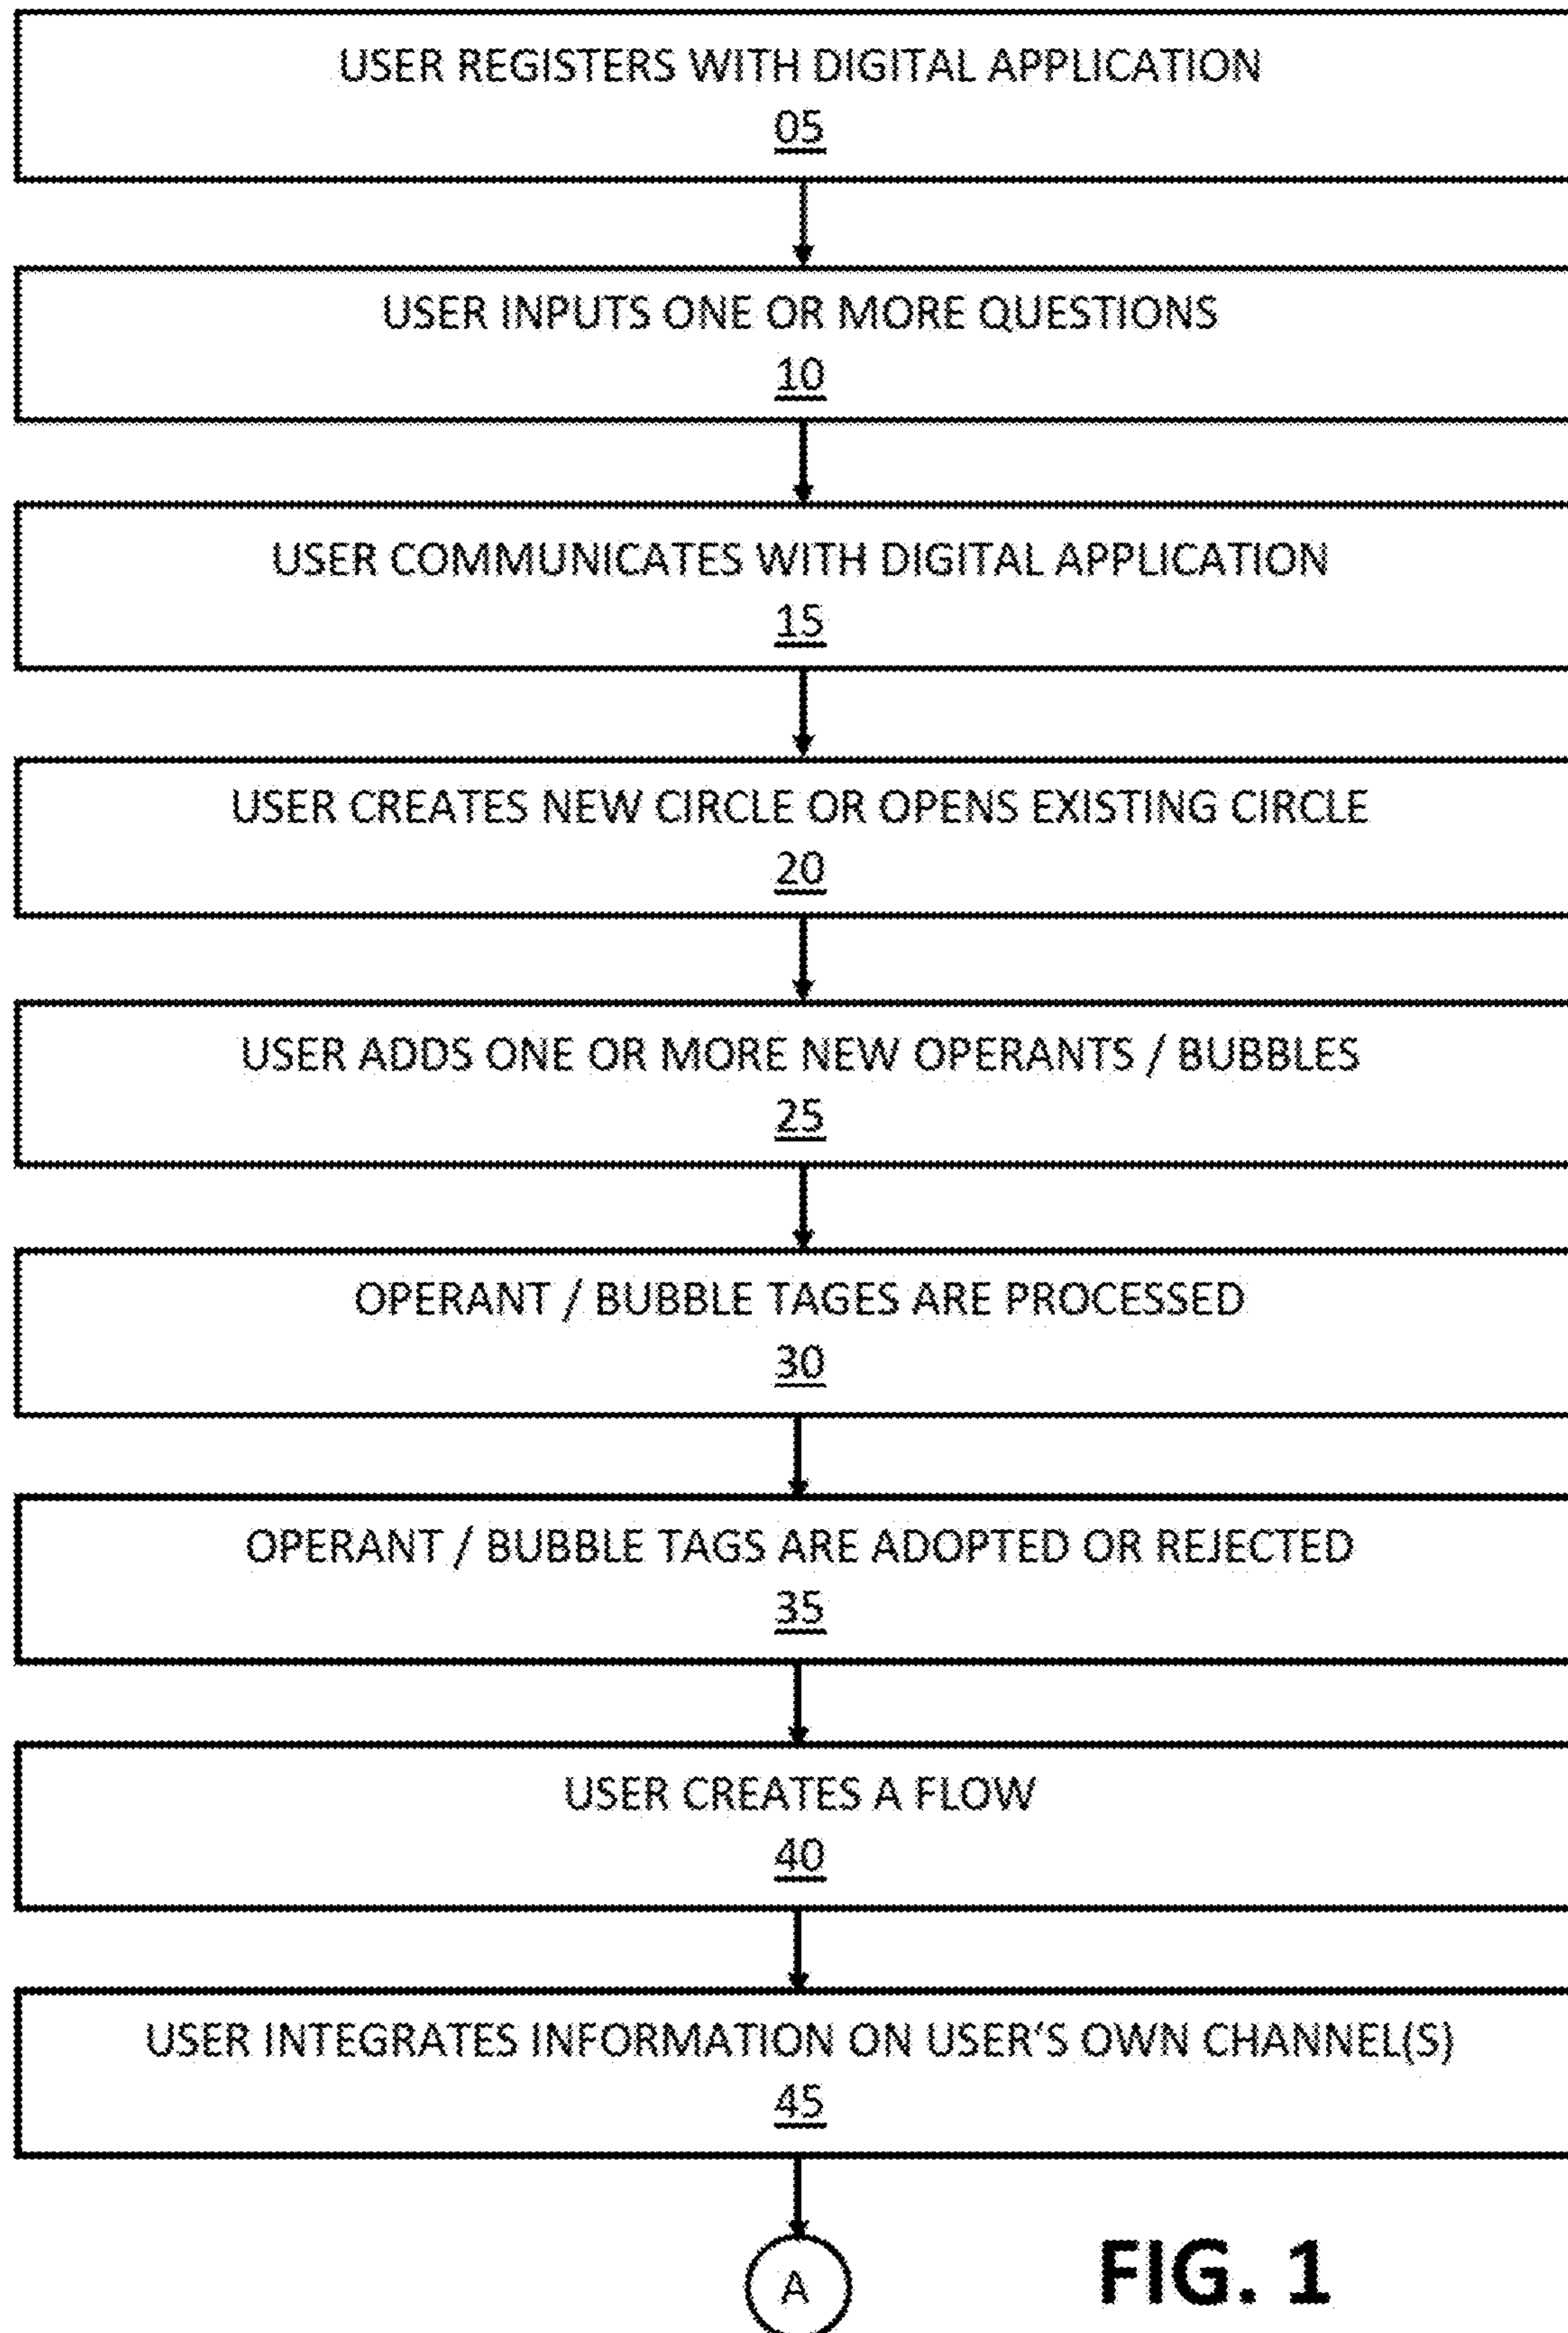 USER REGISTERS WITH DIGITAL APPLICATION
05
USER INPUTS ONE OR MORE QUESTIONS
10
USER COMMUNICATES WITH DIGITAL APPLICATION
15
USER CREATES NEW CIRCLE OR OPENS EXISTING CIRCLE
20
USER ADDS ONE OR MORE NEW OPERANTS / BUBBLES
25
OPERANT / BUBBLE TAGES ARE PROCESSED
30
OPERANT / BUBBLE TAGS ARE ADOPTED OR REJECTED
35
USER CREATES A FLOW
40
USER INTEGRATES INFORMATION ON USER'S OWN CHANNEL(S)
45
A
FIG. 1